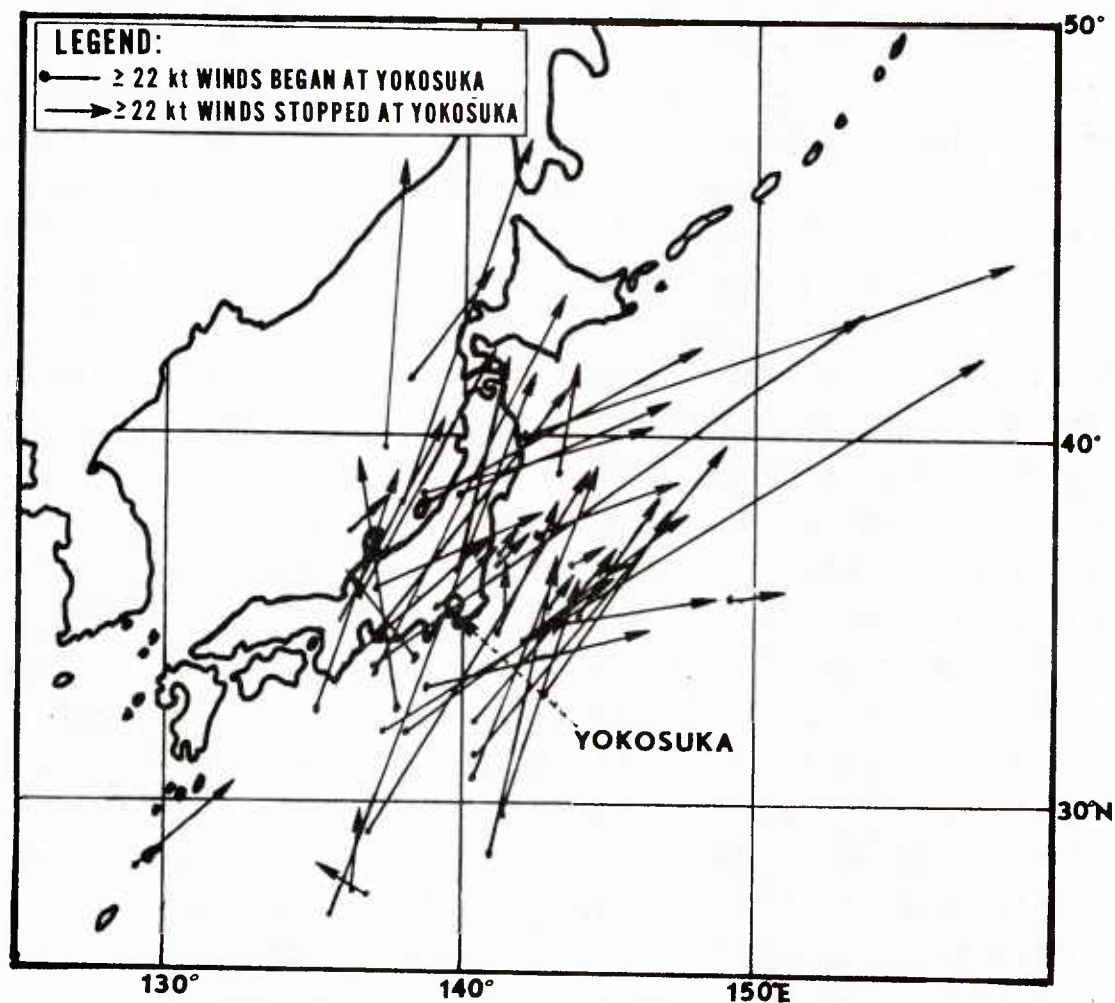 LEGEND:
≥ 22 kt WINDS BEGAN AT YOKOSUKA
≥22 kt WINDS STOPPED AT YOKOSUKA
50°
40°
YOKOSUKA
30°N
130°
140°
150°E